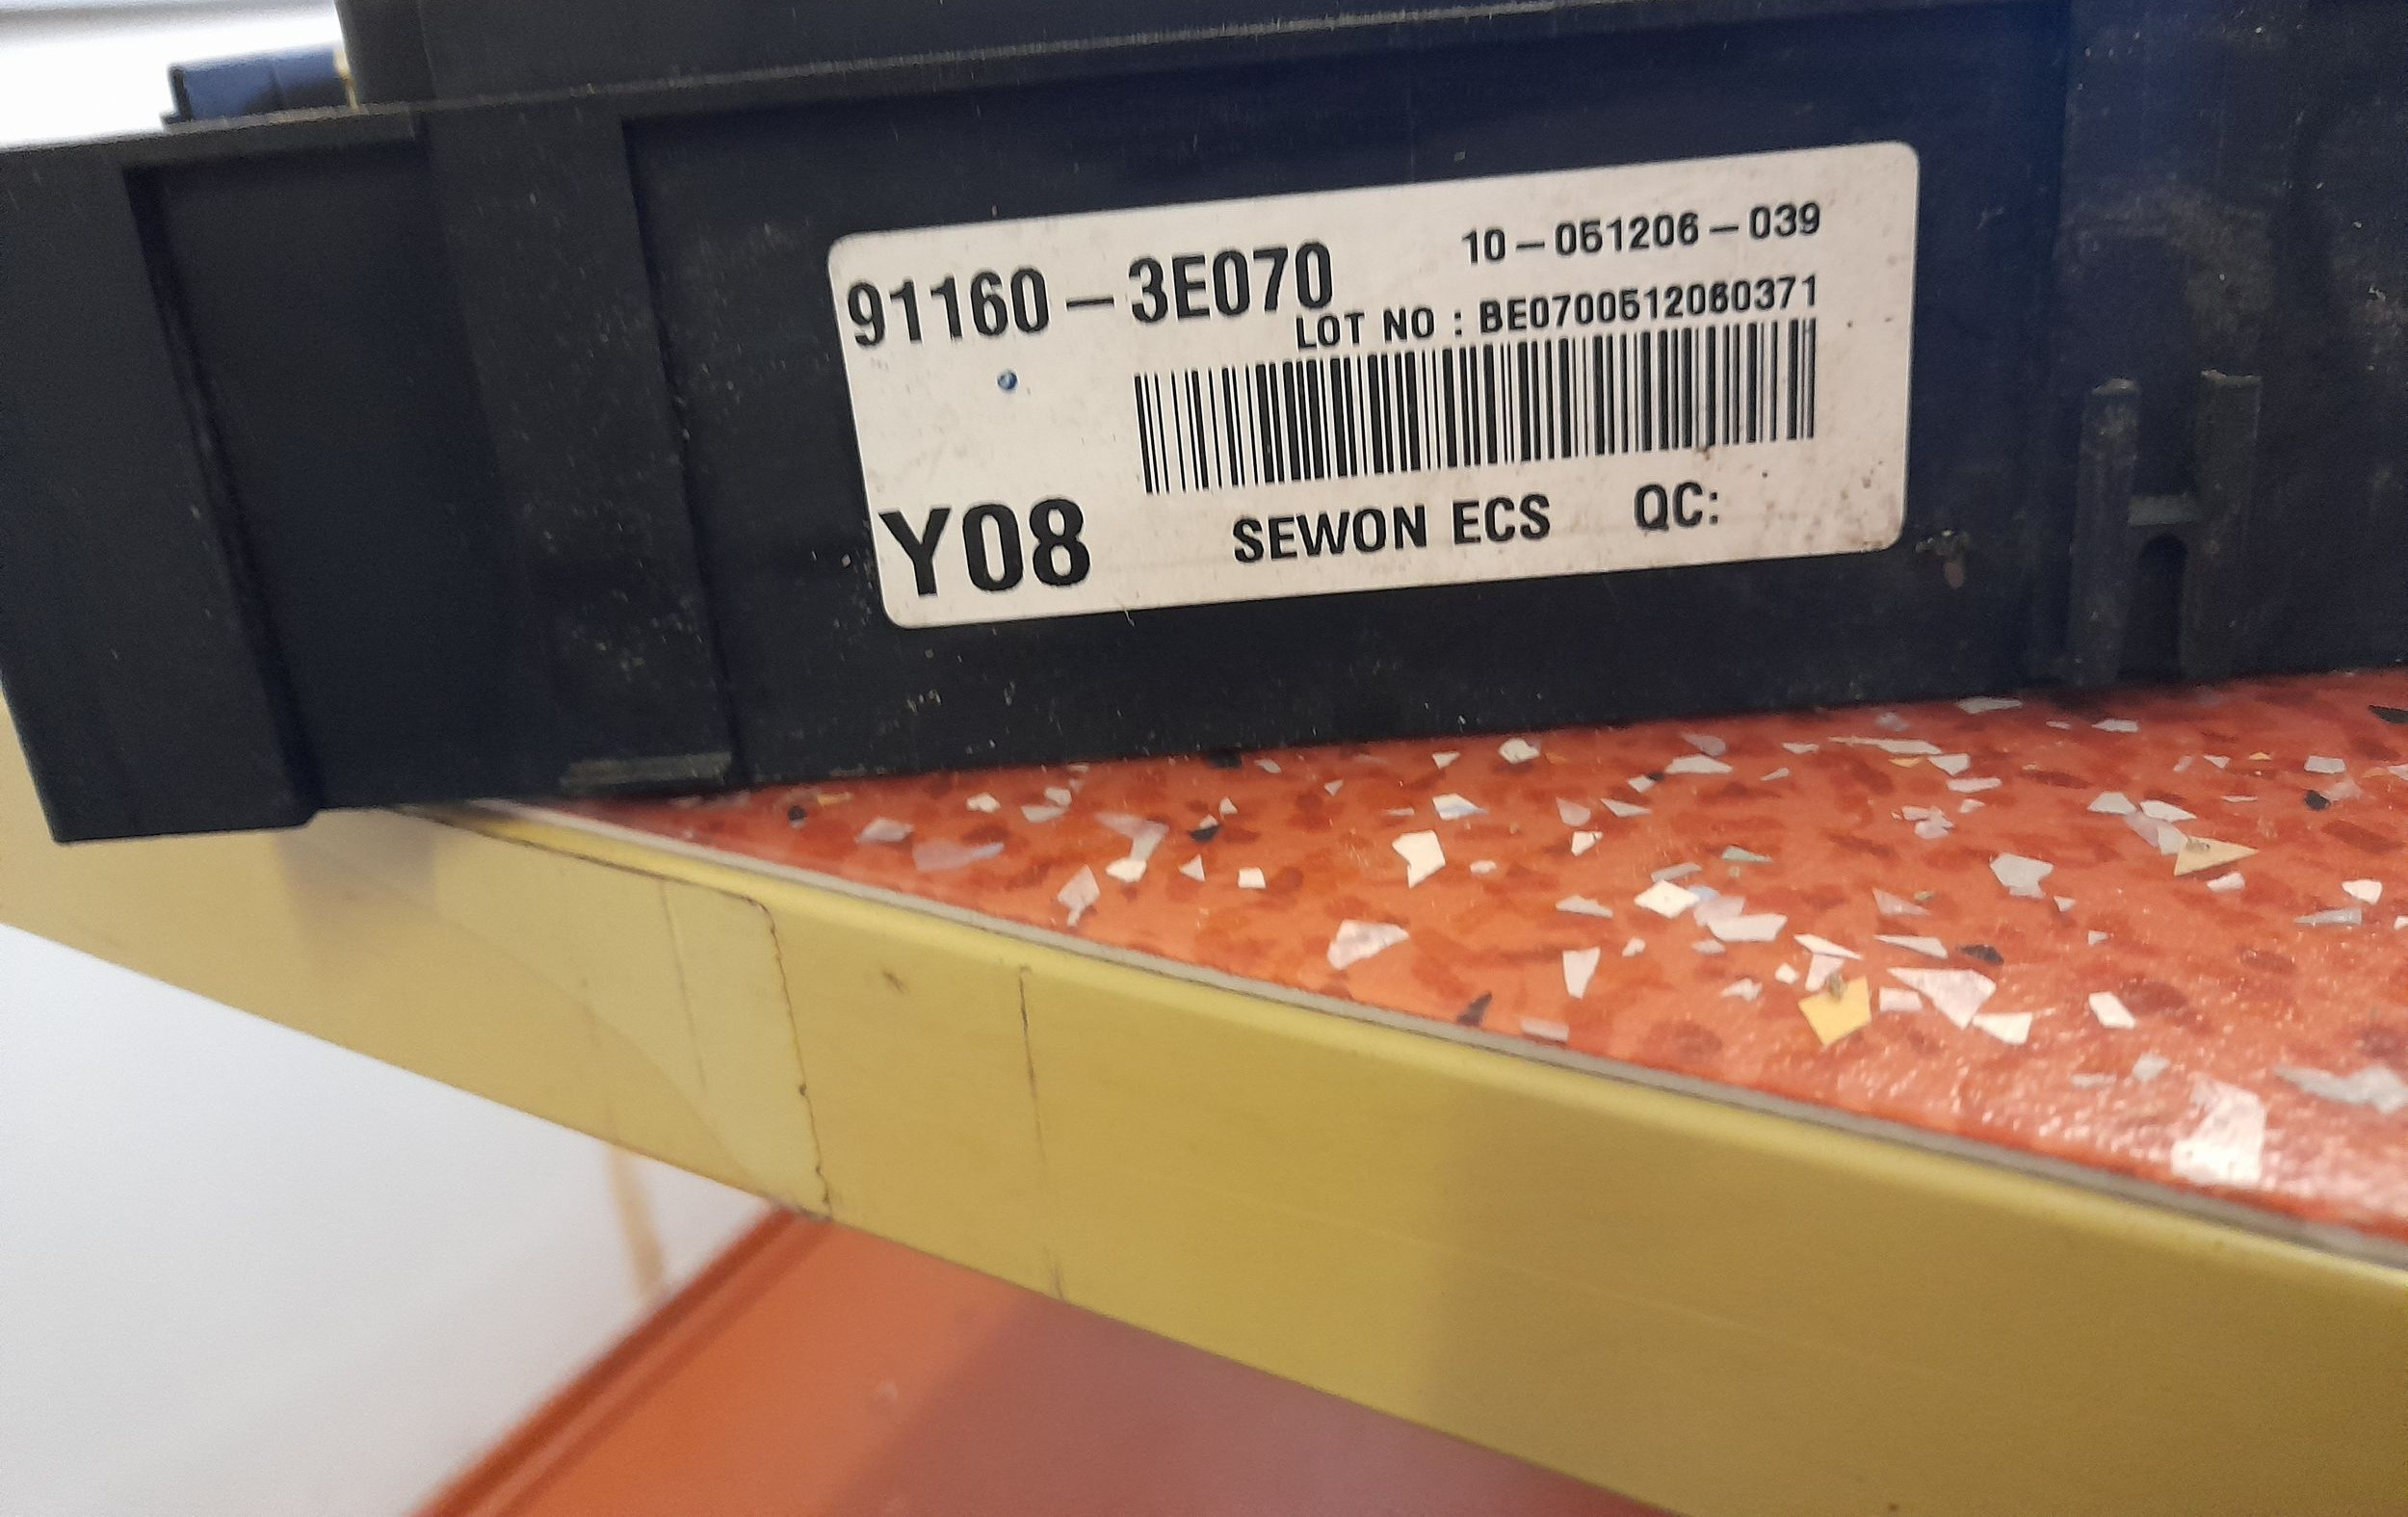 91160-3E070
10-051206-039
LOT NO : BE0700512060371
Y08
SEWON ECS
QC: